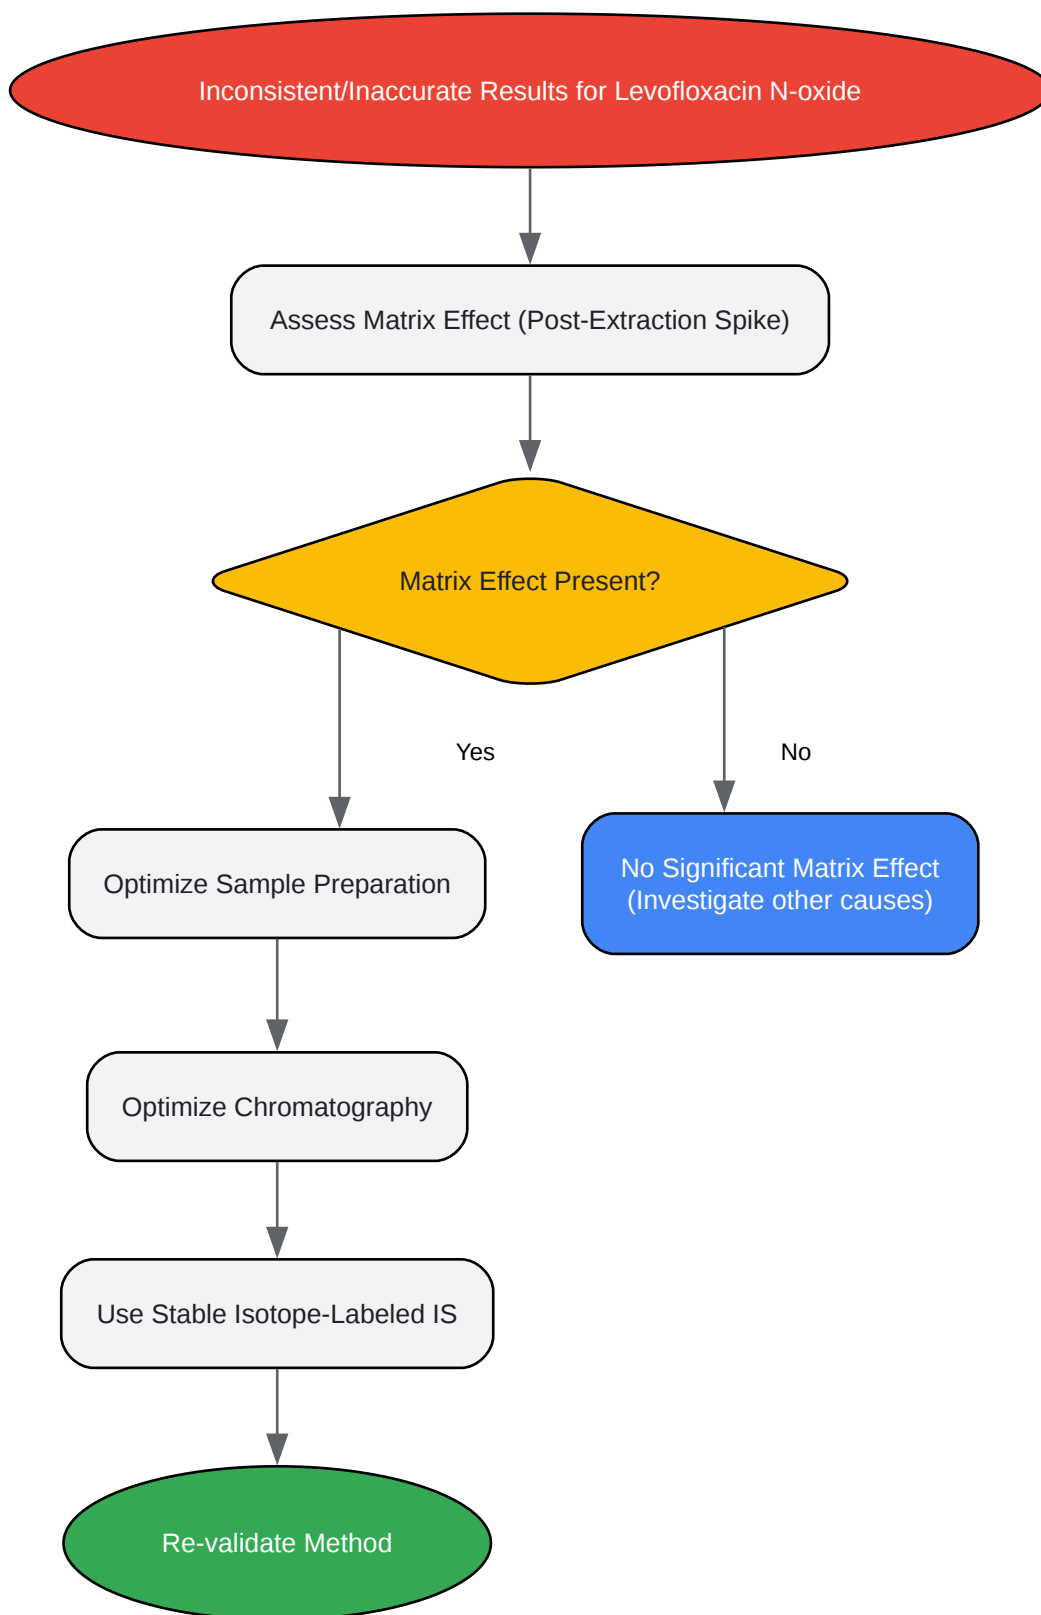 Inconsistent/Inaccurate Results for Levofloxacin N-oxide
Assess Matrix Effect (Post-Extraction Spike)
Matrix Effect Present?
Yes
No
Optimize Sample Preparation
No Significant Matrix Effect
(Investigate other causes)
Optimize Chromatography
Use Stable Isotope-Labeled IS
Re-validate Method